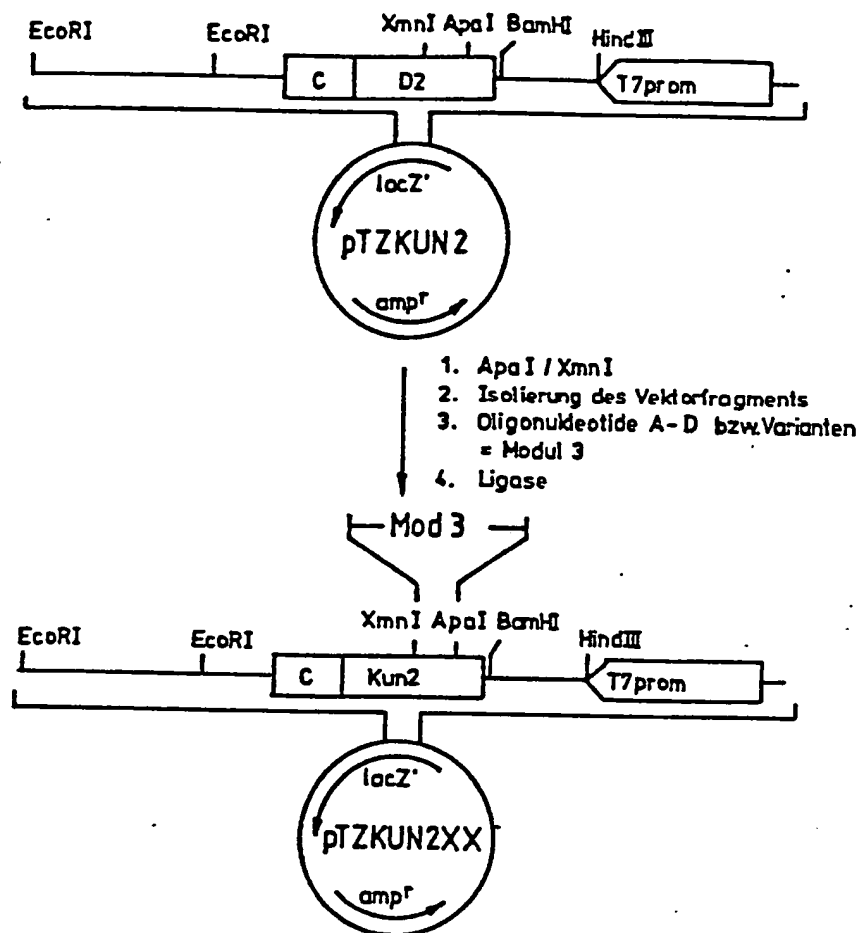 EcoRI EcoRI XmnI ApaI BamHI HindIII
C D2 T7prom
locZ'
pTZKUN2
ampr
1. ApaI / XmnI
2. Isolierung des Vektorfragments
3. Oligonukleotide A-D bzw. Varianten
= Modul 3
4. Ligase
Mod 3
XmnI ApaI BamHI
EcoRI EcoRI HindIII
C Kun2 T7prom
lacZ'
pTZKUN2XX
ampr